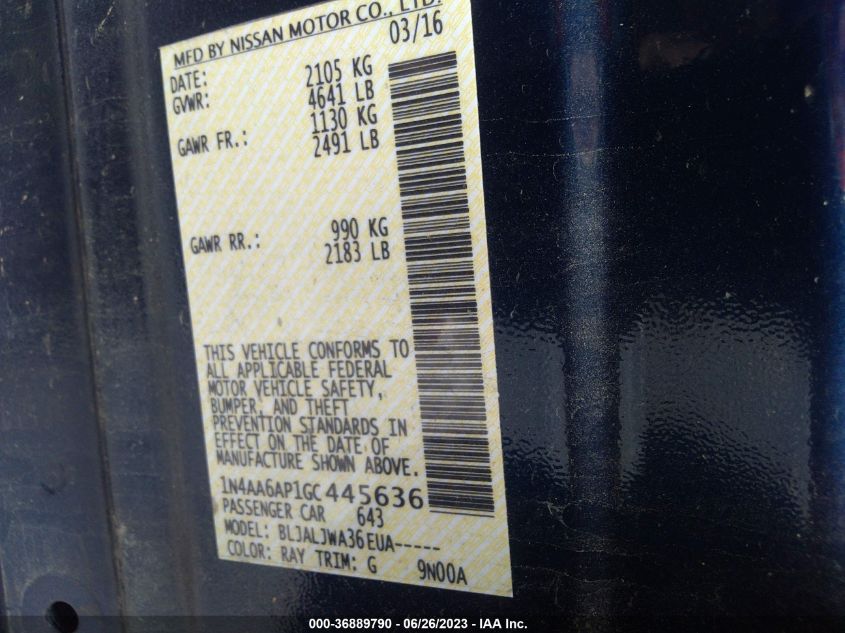 MFD BY NISSAN MOTOR CO., LTD.
DATE: 03/16
GVWR: 2105 KG
4641 LB
GAWR FR.: 1130 KG
2491 LB
GAWR RR.: 990 KG
2183 LB
THIS VEHICLE CONFORMS TO
ALL APPLICABLE FEDERAL
MOTOR VEHICLE SAFETY,
BUMPER, AND THEFT
PREVENTION STANDARDS IN
EFFECT ON THE DATE OF
MANUFACTURE SHOWN ABOVE.
1N4AA6AP1GC445636
PASSENGER CAR 643
MODEL: BLJALJWA36EUA-----
COLOR: RAY TRIM: G 9N00A
000-36889790 - 06/26/2023 - IAA Inc.